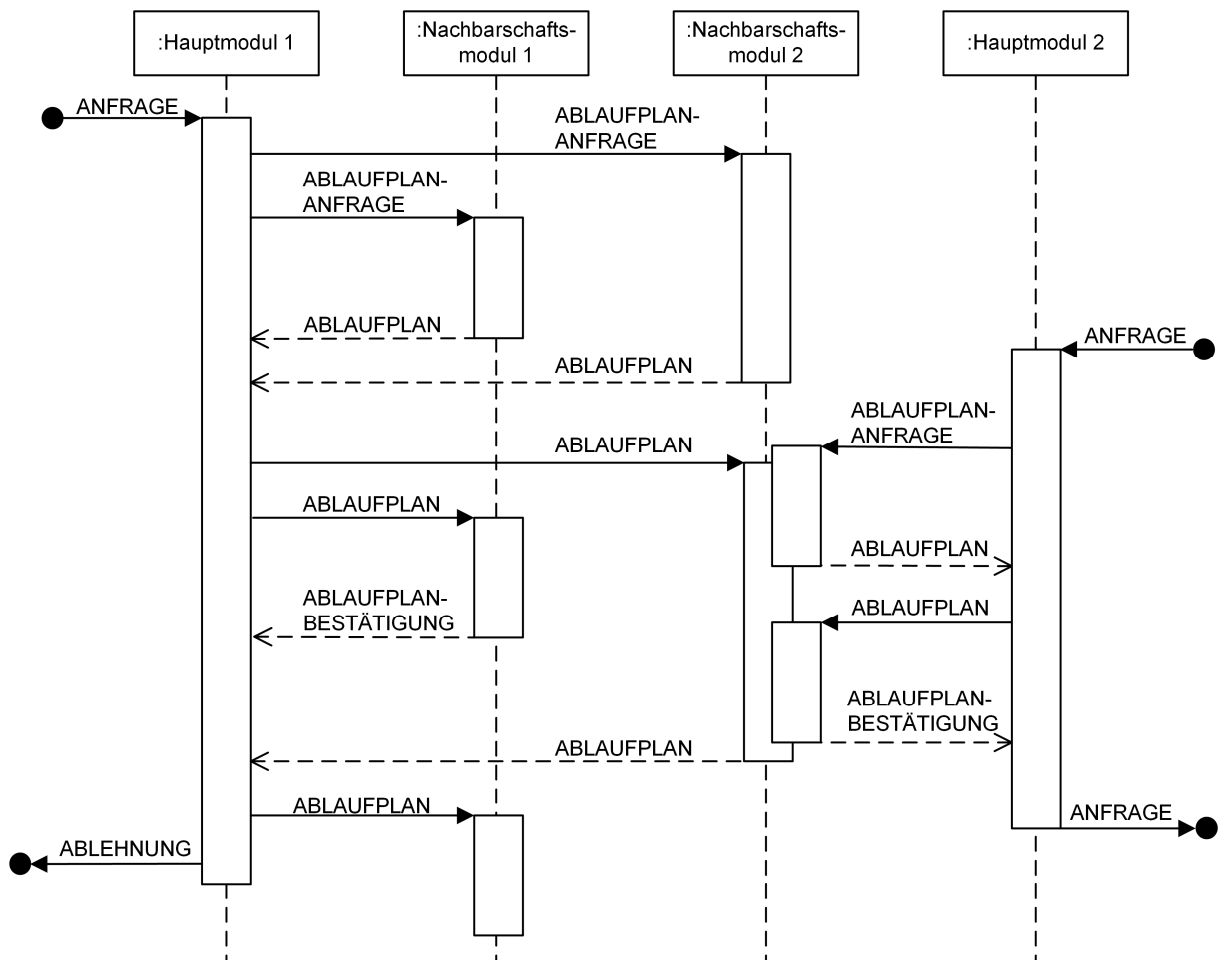 :Hauptmodul 1
:Nachbarschafts-
modul 1
:Nachbarschafts-
modul 2
:Hauptmodul 2
ANFRAGE
ABLAUFPLAN-
ANFRAGE
ABLAUFPLAN-
ANFRAGE
ABLAUFPLAN
ANFRAGE
ABLAUFPLAN
ABLAUFPLAN-
ANFRAGE
ABLAUFPLAN
ABLAUFPLAN
ABLAUFPLAN
ABLAUFPLAN-
BESTÄTIGUNG
ABLAUFPLAN
ABLAUFPLAN-
BESTÄTIGUNG
ABLAUFPLAN
ABLAUFPLAN
ANFRAGE
ABLEHNUNG